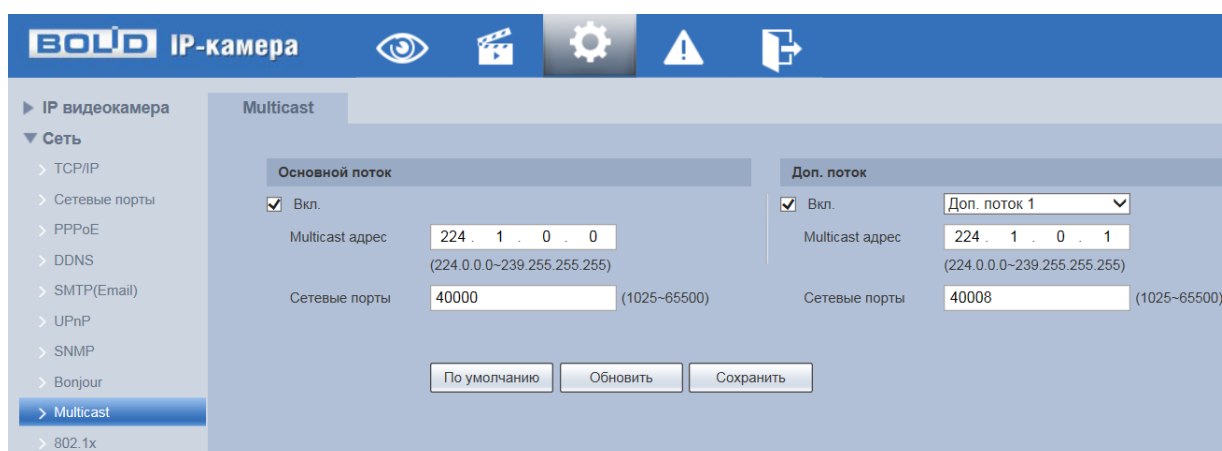 BOLID IP-камера
IP видеокамера
Сеть
TCP/IP
Сетевые порты
PPPoE
DDNS
SMTP(Email)
UPnP
SNMP
Bonjour
Multicast
802.1x
Multicast
Основной поток
Вкл.
Multicast адрес 224 . 1 . 0 . 0
(224.0.0.0~239.255.255.255)
Сетевые порты 40000 (1025~65500)
Доп. поток
Вкл. Доп. поток 1
Multicast адрес 224 . 1 . 0 . 1
(224.0.0.0~239.255.255.255)
Сетевые порты 40008 (1025~65500)
По умолчанию Обновить Сохранить